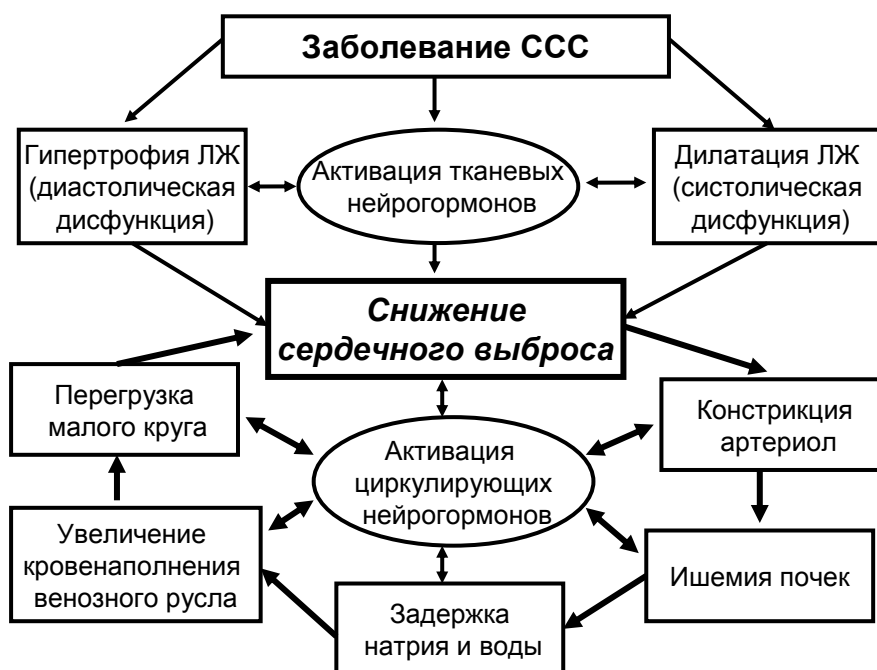 Заболевание ССС
Гипертрофия ЛЖ
(диастолическая
дисфункция)
Активация тканевых
нейрогормонов
Дилатация ЛЖ
(систолическая
дисфункция)
Снижение
сердечного выброса
Перегрузка
малого круга
Активация
циркулирующих
нейрогормонов
Констрикция
артериол
Увеличение
кровенаполнения
венозного русла
Ишемия почек
Задержка
натрия и воды